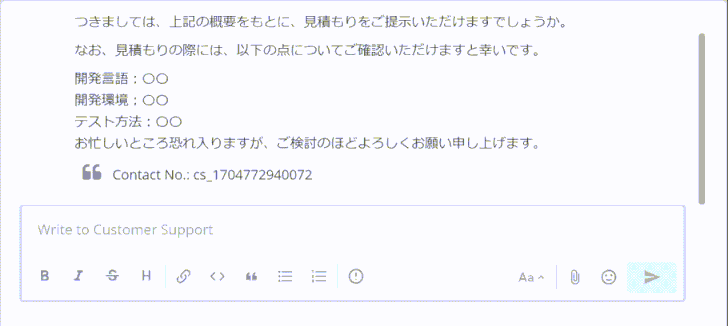 つきましては、上記の概要をもとに、見積もりをご提示いただけますでしょうか。
なお、見積もりの際には、以下の点についてご確認いただけますと幸いです。
開発言語：〇〇
開発環境：〇〇
テスト方法：〇〇
お忙しいところ恐れ入りますが、ご検討のほどよろしくお願い申し上げます。
Contact No.: cs_1704772940072
Write to Customer Support
B I S H Aa